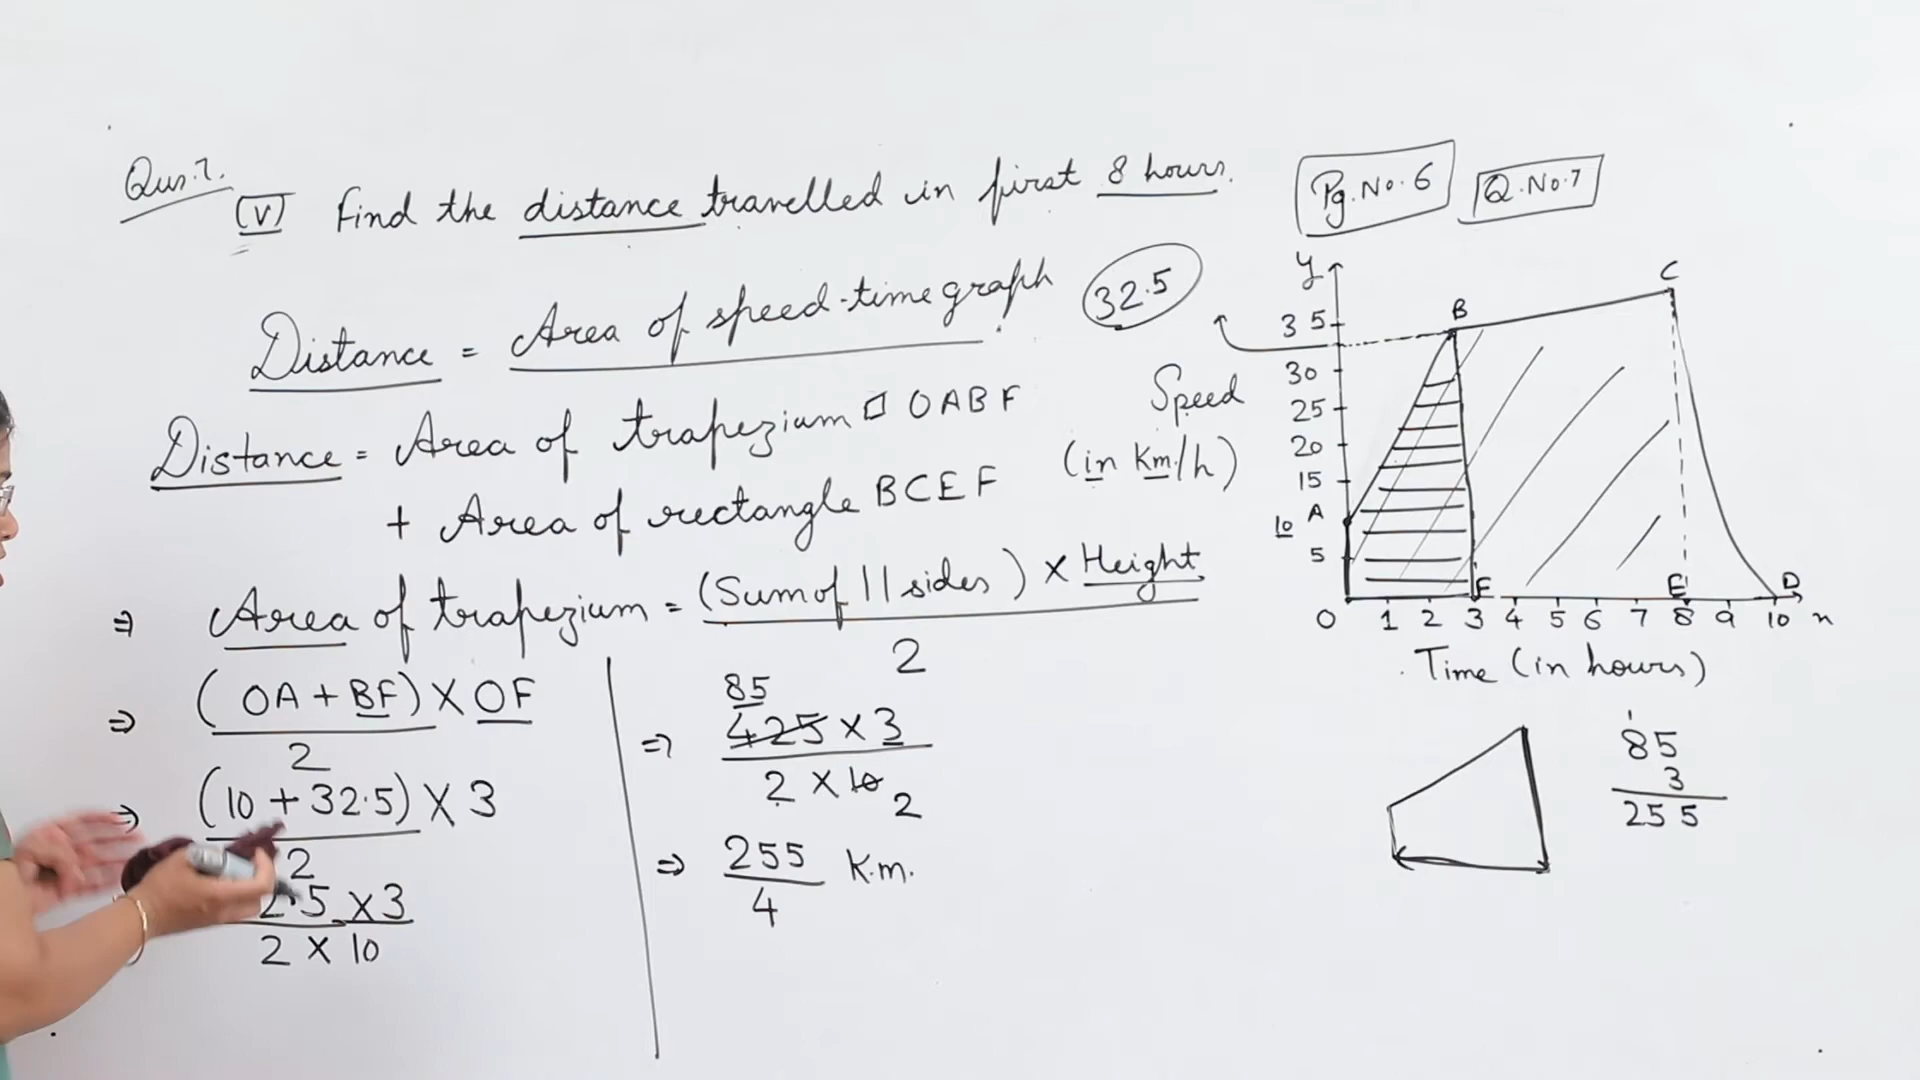 Qus.7.
(v) Find the distance travelled in first 8 hours.
Pg.No.6
Q.No.7
Distance = Area of speed-time graph
32.5
Distance = Area of trapezium ▱ OABF
+ Area of rectangle BCEF
⇒ Area of trapezium = (Sum of || sides) × Height
2
⇒ (OA + BF) × OF
2
⇒ (10 + 32.5) × 3
2
2.5 × 3
2 × 10
85
⇒ 425 × 3
2 × 10 2
⇒ 255 K.m.
4
y
C
B
35
30
25
20
15
A
10
5
Speed
(in Km/h)
F
E
D
0 1 2 3 4 5 6 7 8 9 10 x
Time (in hours)
1
85
3
255